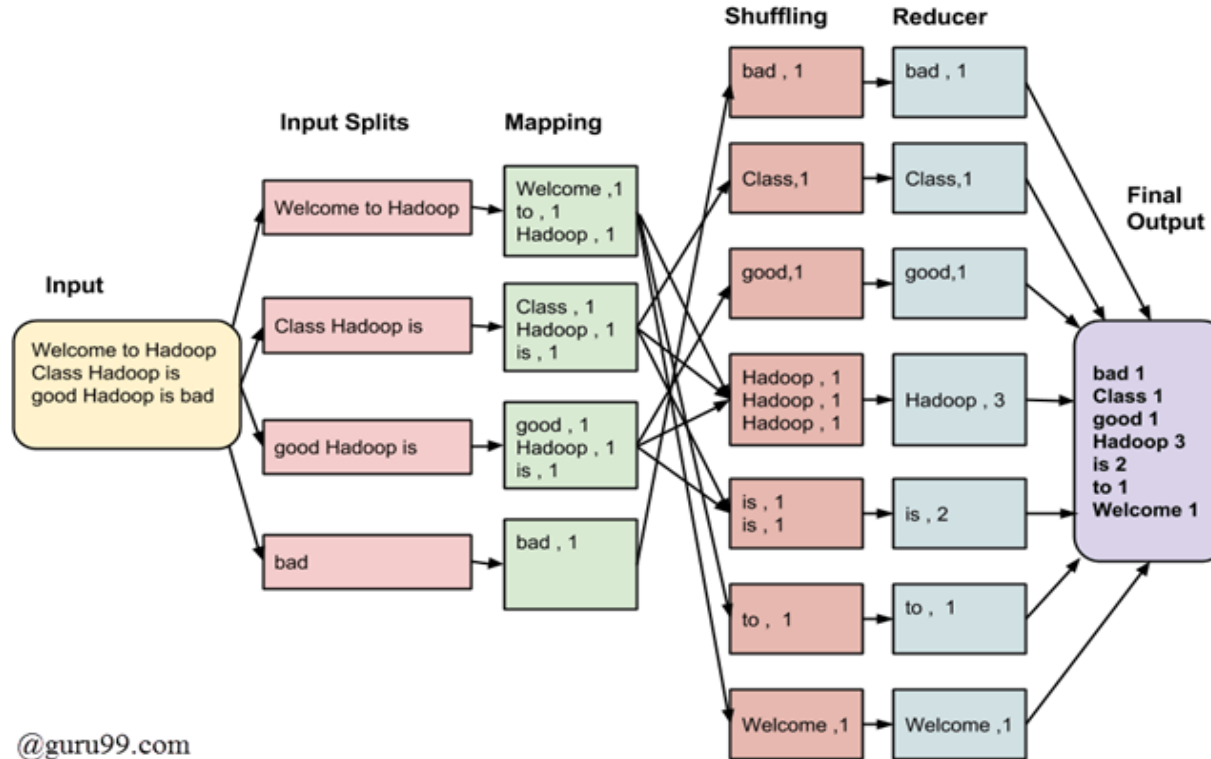 Input
Welcome to Hadoop
Class Hadoop is
good Hadoop is bad
Input Splits
Welcome to Hadoop
Class Hadoop is
good Hadoop is
bad
Mapping
Welcome ,1
to , 1
Hadoop , 1
Class , 1
Hadoop , 1
is , 1
good , 1
Hadoop , 1
is , 1
bad , 1
Shuffling
bad , 1
Class,1
good,1
Hadoop , 1
Hadoop , 1
Hadoop , 1
is , 1
is , 1
to , 1
Welcome ,1
Reducer
bad , 1
Class,1
good,1
Hadoop , 3
is , 2
to , 1
Welcome ,1
Final
Output
bad 1
Class 1
good 1
Hadoop 3
is 2
to 1
Welcome 1
@guru99.com